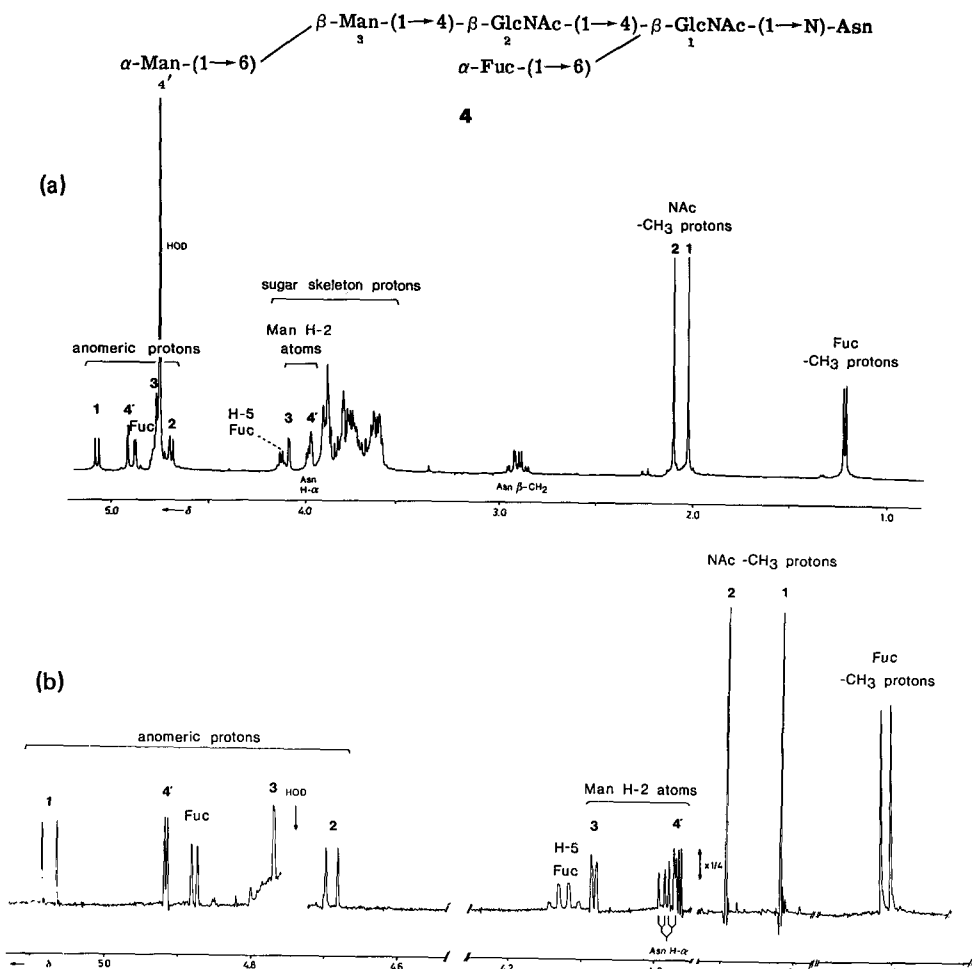 β-Man-(1→4)-β-GlcNAc-(1→4)-β-GlcNAc-(1→N)-Asn
3 2 1
α-Man-(1→6) α-Fuc-(1→6)
4'
4
(a)
HOD
NAc
-CH3 protons
2 1
sugar skeleton protons
Man H-2
atoms
anomeric protons
Fuc
-CH3 protons
3
1 4' Fuc 2
H-5
Fuc
3 4'
Asn
H-α
Asn β-CH2
5.0 ←δ 4.0 3.0 2.0 1.0
NAc -CH3 protons
2 1
(b)
Fuc
-CH3 protons
anomeric protons
Man H-2 atoms
1 4' Fuc 3 HOD 2
H-5
Fuc
3 4'
x1/4
Asn H-α
← δ 5.0 4.8 4.6 4.2